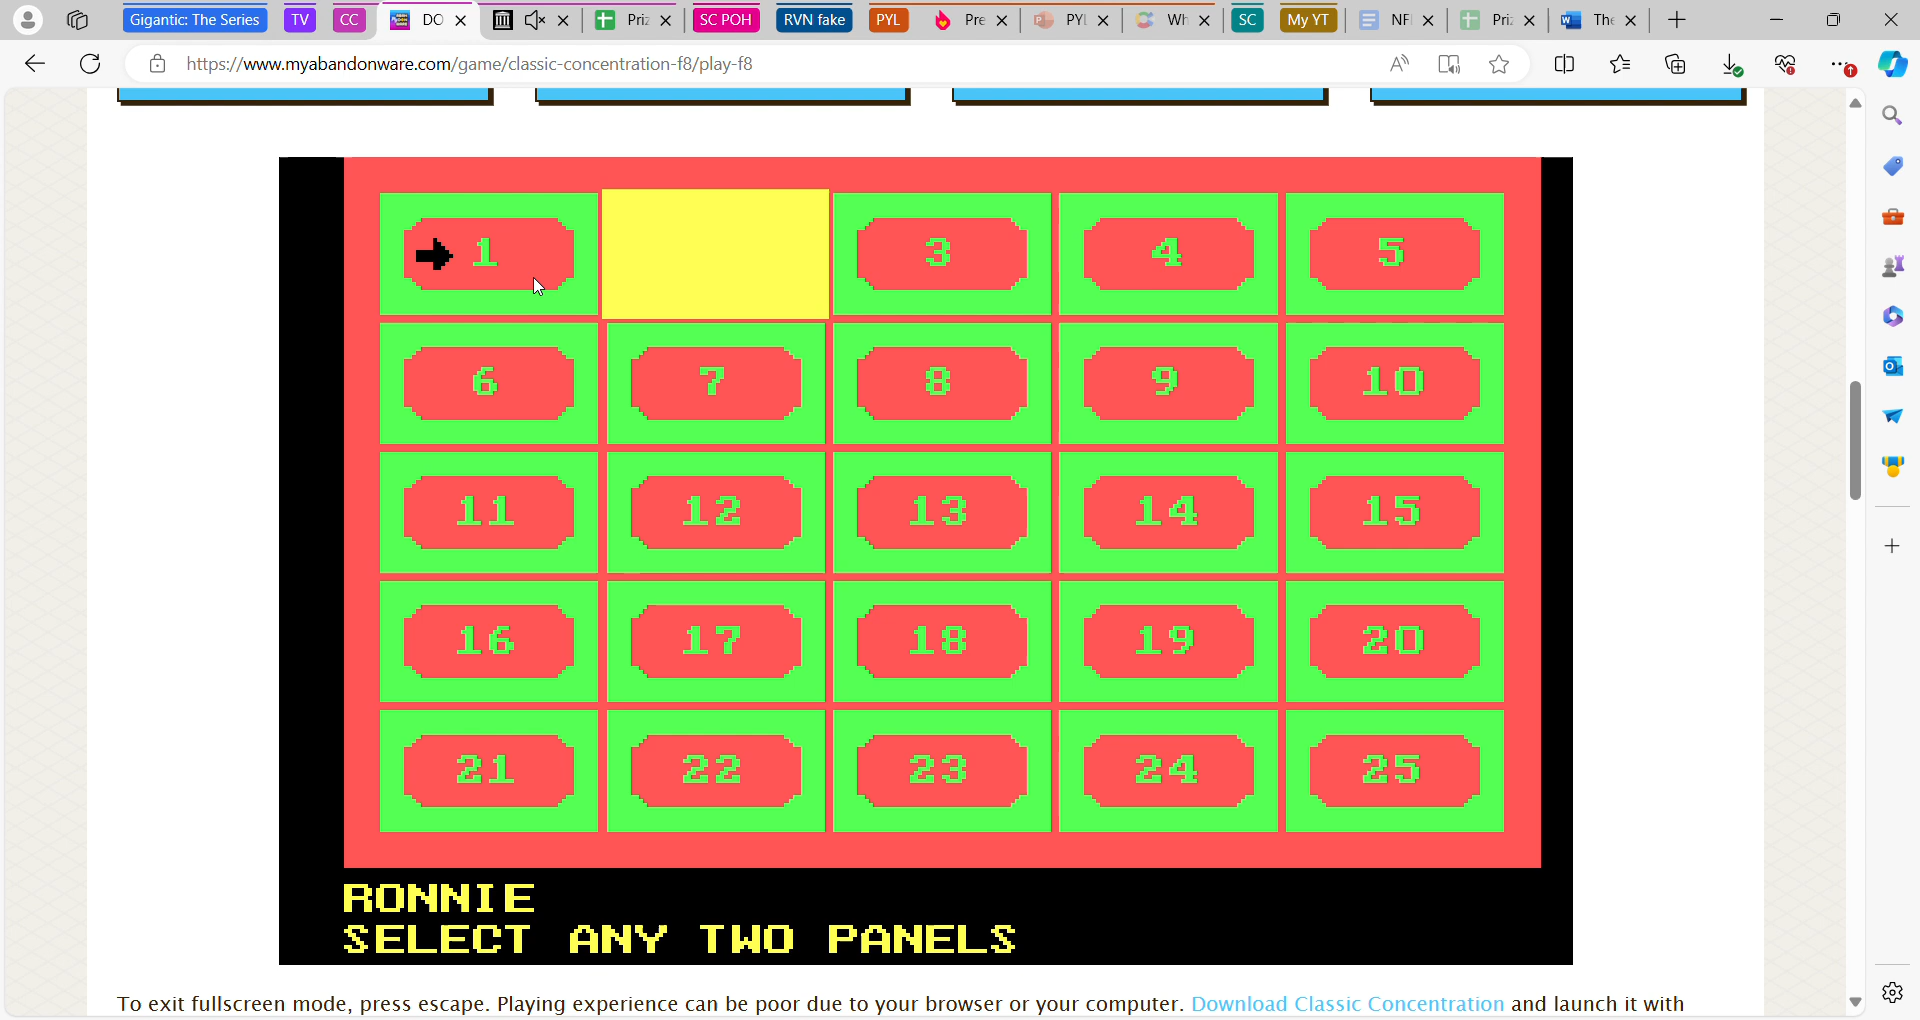 Gigantic: The Series TV CC DO Pri SC POH RVN fake PYL Pre PYL Wh SC My YT NF Pri The
https://www.myabandonware.com/game/classic-concentration-f8/play-f8
1 3 4 5
6 7 8 9 10
11 12 13 14 15
16 17 18 19 20
21 22 23 24 25
RONNIE
SELECT ANY TWO PANELS
To exit fullscreen mode, press escape. Playing experience can be poor due to your browser or your computer. Download Classic Concentration and launch it with